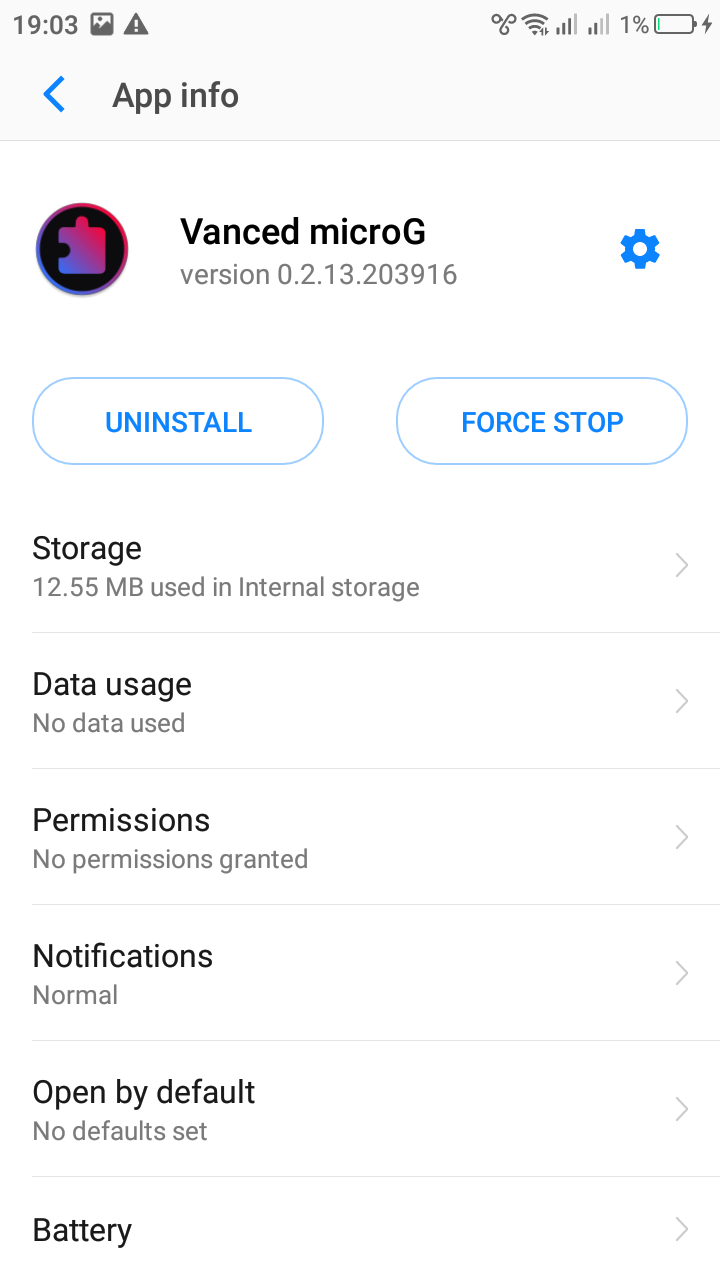 19:03 1%
App info
Vanced microG
version 0.2.13.203916
UNINSTALL FORCE STOP
Storage
12.55 MB used in Internal storage
Data usage
No data used
Permissions
No permissions granted
Notifications
Normal
Open by default
No defaults set
Battery